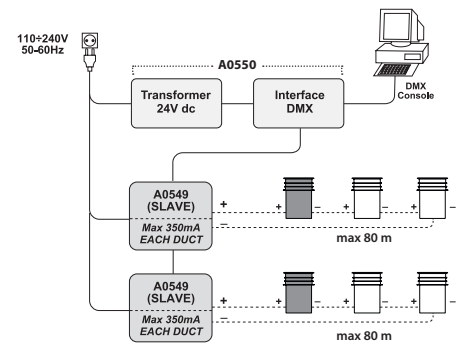 110÷240V
50-60Hz
A0550
Transformer
24V dc
Interface
DMX
DMX
Console
A0549
(SLAVE)
Max 350mA
EACH DUCT
+
−
+ − + − + −
max 80 m
A0549
(SLAVE)
Max 350mA
EACH DUCT
+
−
+ − + − + −
max 80 m